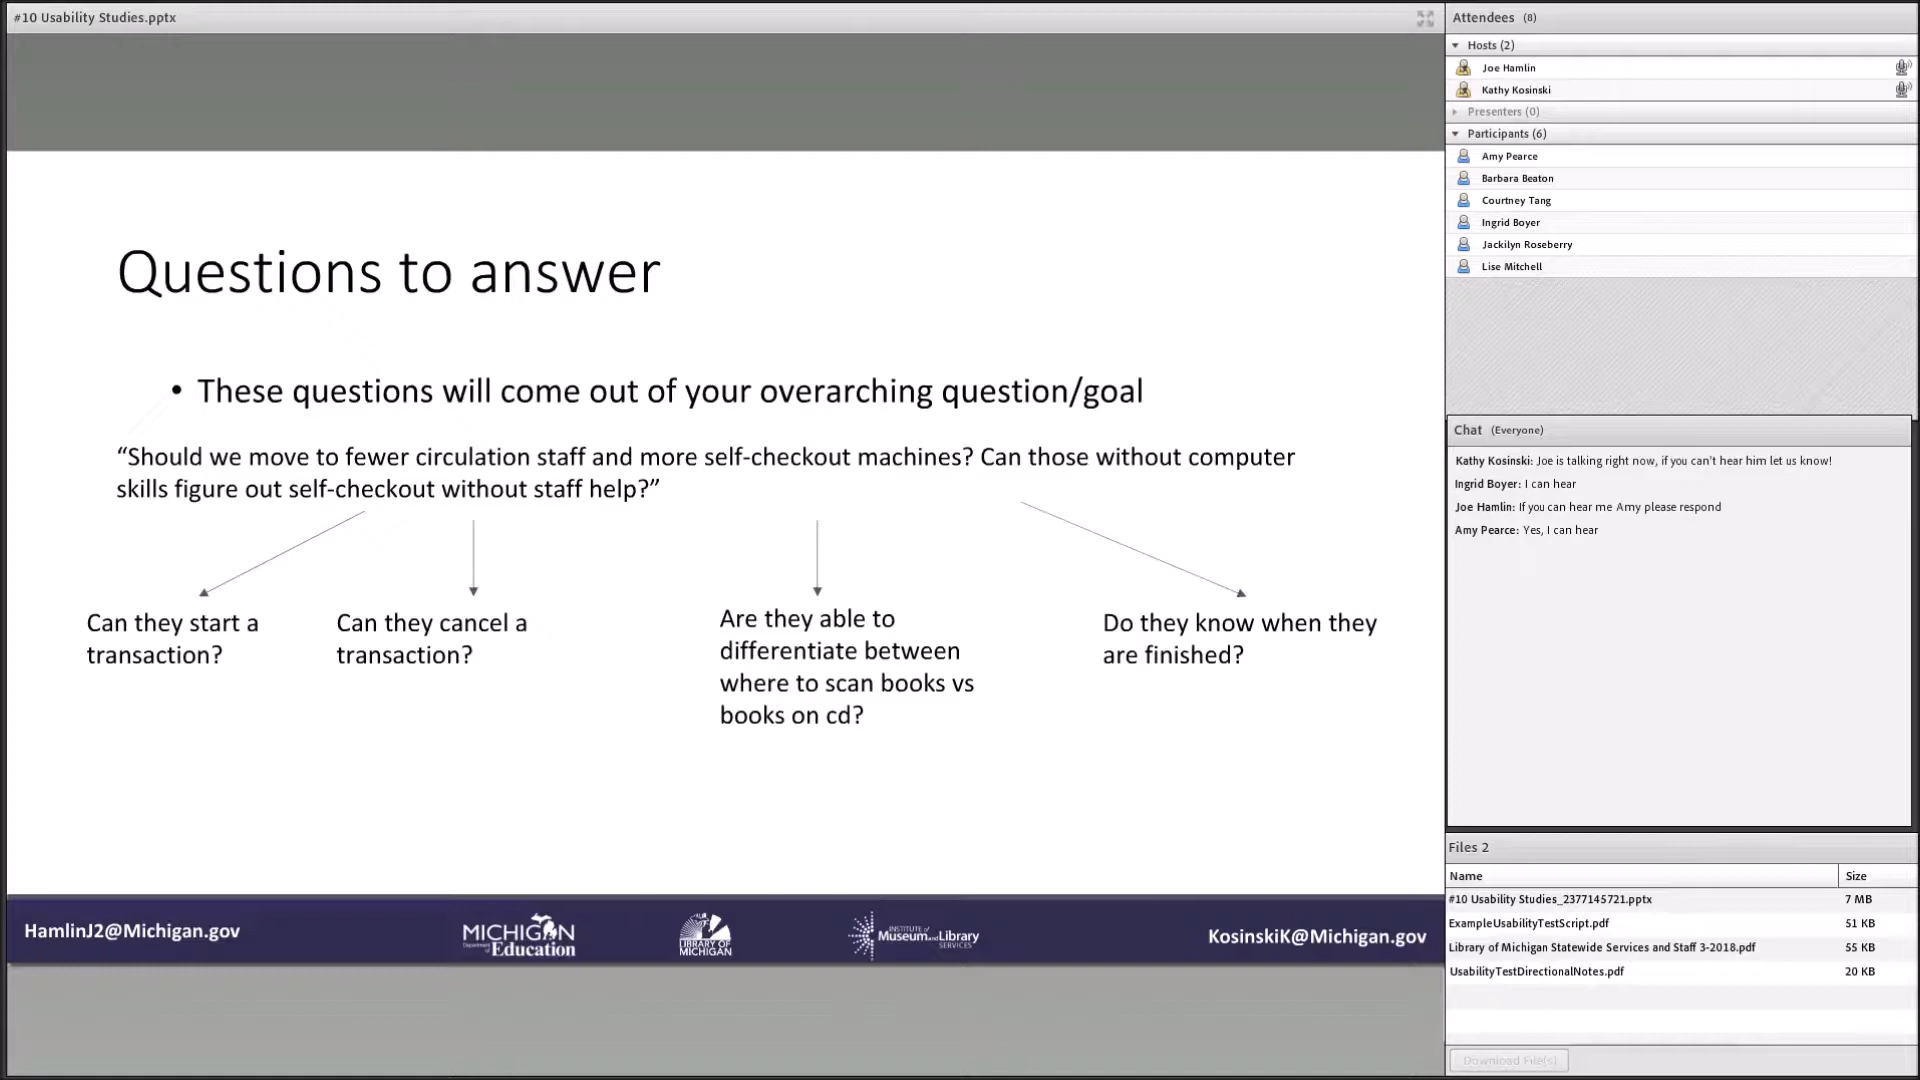 #10 Usability Studies.pptx
Questions to answer
• These questions will come out of your overarching question/goal
“Should we move to fewer circulation staff and more self-checkout machines? Can those without computer
skills figure out self-checkout without staff help?”
Can they start a
transaction?
Can they cancel a
transaction?
Are they able to
differentiate between
where to scan books vs
books on cd?
Do they know when they
are finished?
HamlinJ2@Michigan.gov
MICHIGAN
Department of Education
LIBRARY OF
MICHIGAN
INSTITUTE of
Museum and Library
SERVICES
KosinskiK@Michigan.gov
Attendees (8)
Hosts (2)
Joe Hamlin
Kathy Kosinski
Presenters (0)
Participants (6)
Amy Pearce
Barbara Beaton
Courtney Tang
Ingrid Boyer
Jackilyn Roseberry
Lise Mitchell
Chat (Everyone)
Kathy Kosinski: Joe is talking right now, if you can't hear him let us know!
Ingrid Boyer: I can hear
Joe Hamlin: If you can hear me Amy please respond
Amy Pearce: Yes, I can hear
Files 2
Name Size
#10 Usability Studies_2377145721.pptx 7 MB
ExampleUsabilityTestScript.pdf 51 KB
Library of Michigan Statewide Services and Staff 3-2018.pdf 55 KB
UsabilityTestDirectionalNotes.pdf 20 KB
Download File(s)